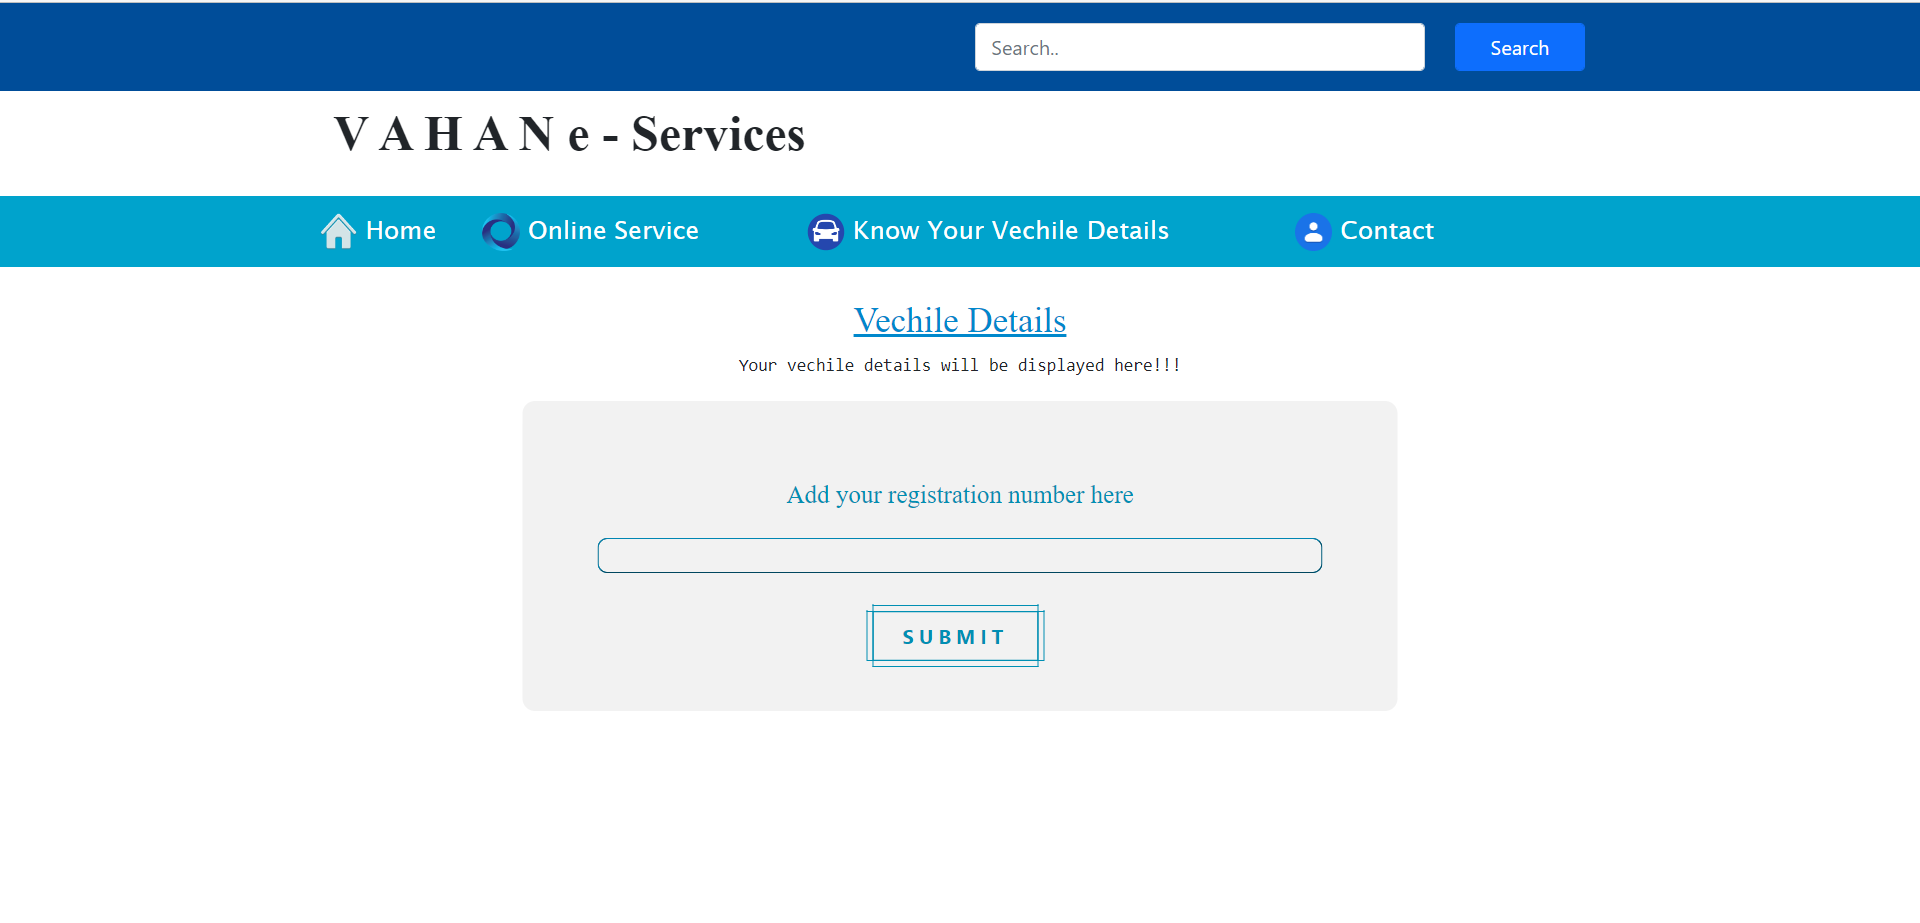 Search..
Search
V A H A N e - Services
Home
Online Service
Know Your Vechile Details
Contact
Vechile Details
Your vechile details will be displayed here!!!
Add your registration number here
SUBMIT